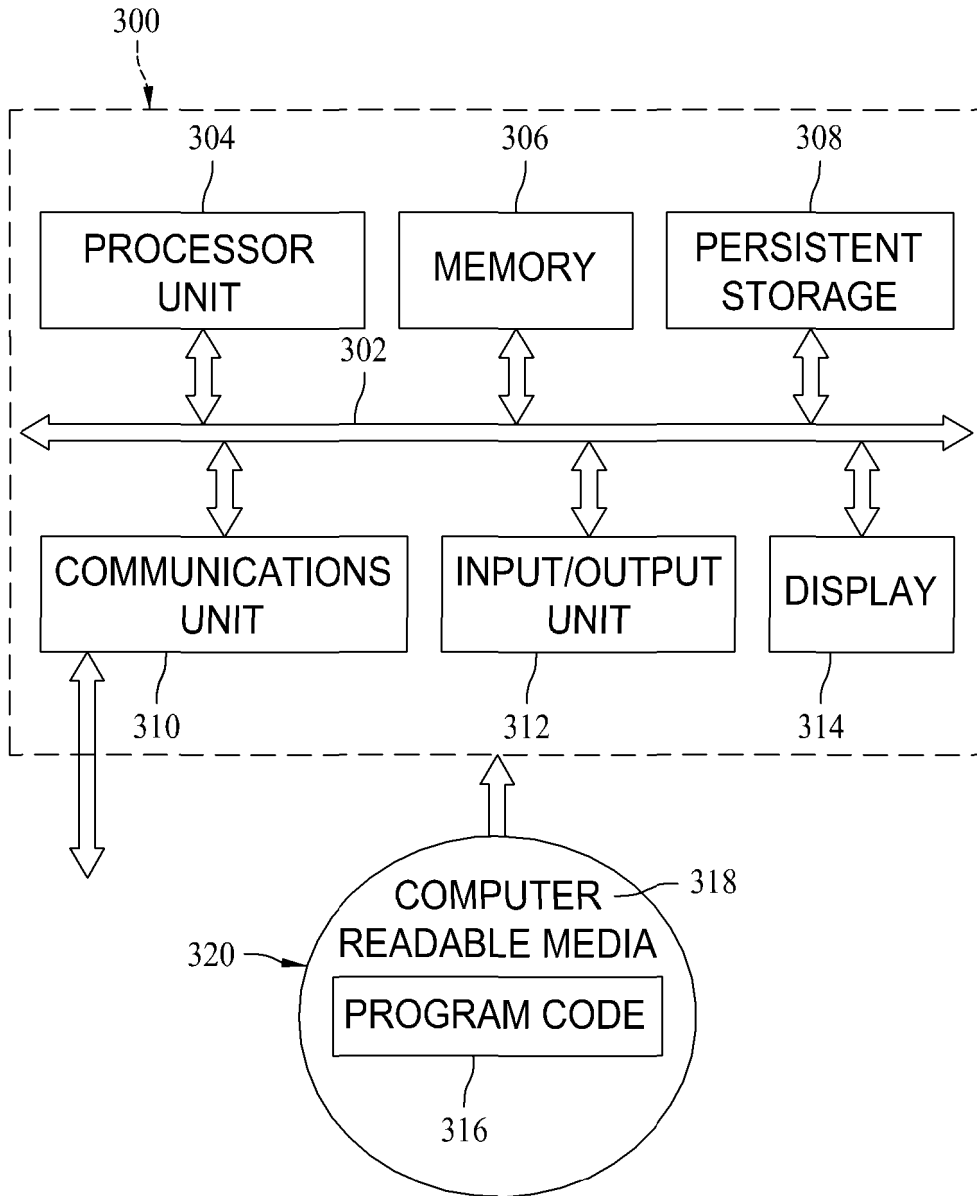 300
304
306
308
PROCESSOR
UNIT
MEMORY
PERSISTENT
STORAGE
302
COMMUNICATIONS
UNIT
INPUT/OUTPUT
UNIT
DISPLAY
310
312
314
COMPUTER
READABLE MEDIA
318
320
PROGRAM CODE
316